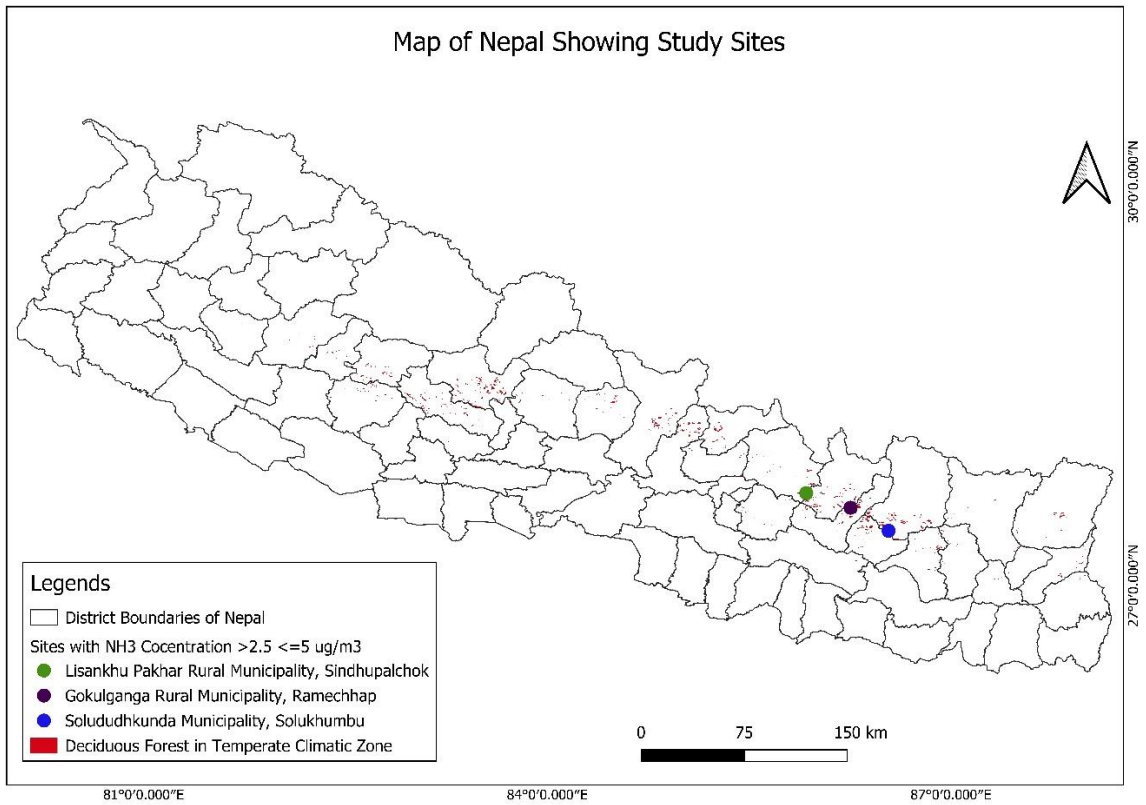 Map of Nepal Showing Study Sites
30°0'0.000"N
27°0'0.000"N
Legends
District Boundaries of Nepal
Sites with NH3 Cocentration >2.5 <=5 ug/m3
Lisankhu Pakhar Rural Municipality, Sindhupalchok
Gokulganga Rural Municipality, Ramechhap
Solududhkunda Municipality, Solukhumbu
Deciduous Forest in Temperate Climatic Zone
0 75 150 km
81°0'0.000"E 84°0'0.000"E 87°0'0.000"E